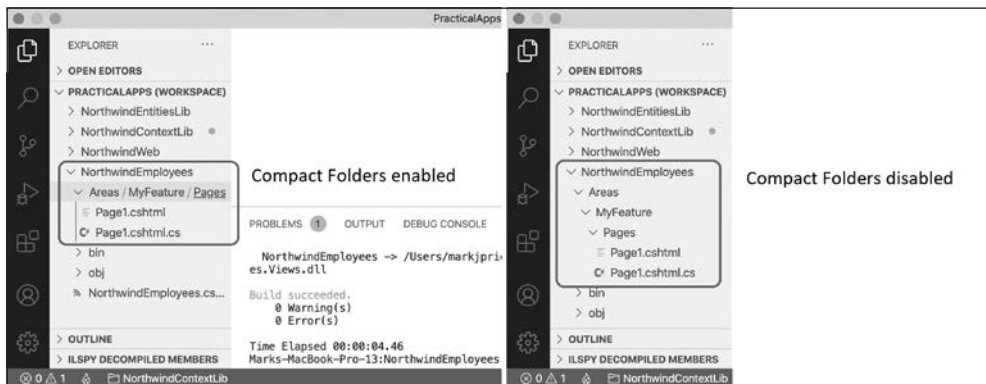 PracticalApps
EXPLORER ...
> OPEN EDITORS
PRACTICALAPPS (WORKSPACE)
> NorthwindEntitiesLib
> NorthwindContextLib
> NorthwindWeb
NorthwindEmployees
Areas / MyFeature / Pages
Page1.cshtml
C# Page1.cshtml.cs
> bin
> obj
NorthwindEmployees.cs...
> OUTLINE
> ILSPY DECOMPILED MEMBERS
0 1 NorthwindContextLib
Compact Folders enabled
PROBLEMS 1 OUTPUT DEBUG CONSOLE
NorthwindEmployees -> /Users/markjpri
es.Views.dll
Build succeeded.
0 Warning(s)
0 Error(s)
Time Elapsed 00:00:04.46
Marks-MacBook-Pro-13:NorthwindEmployees
EXPLORER ...
> OPEN EDITORS
PRACTICALAPPS (WORKSPACE)
> NorthwindEntitiesLib
> NorthwindContextLib
> NorthwindWeb
NorthwindEmployees
Areas
MyFeature
Pages
Page1.cshtml
C# Page1.cshtml.cs
> bin
> obj
> OUTLINE
> ILSPY DECOMPILED MEMBERS
0 1 NorthwindContextLib
Compact Folders disabled